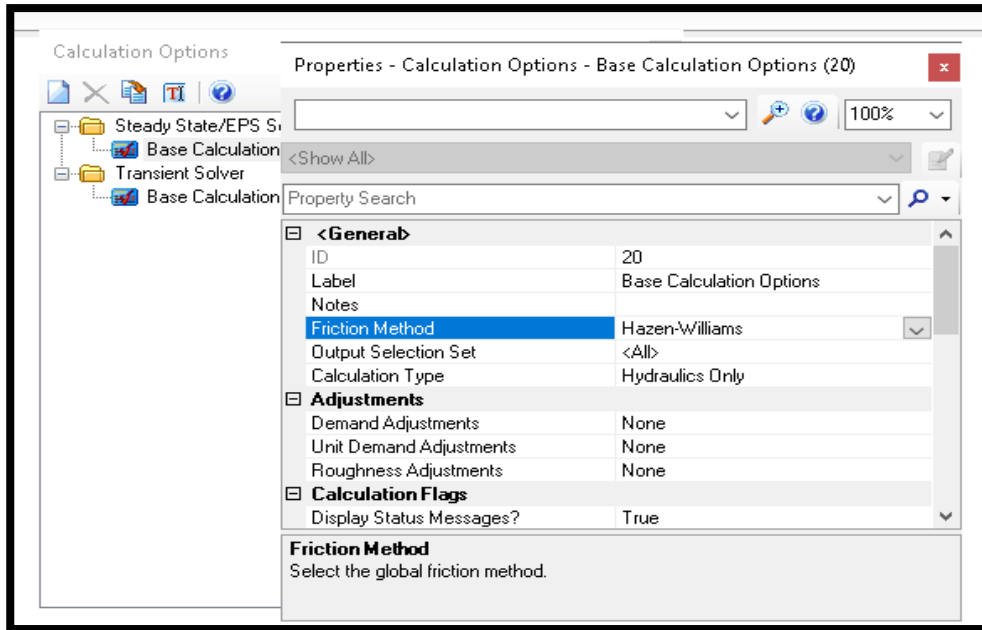 Calculation Options
Steady State/EPS S
Base Calculation
Transient Solver
Base Calculation
Properties - Calculation Options - Base Calculation Options (20)
x
100%
<Show All>
Property Search
<General>
ID 20
Label Base Calculation Options
Notes
Friction Method Hazen-Williams
Output Selection Set <All>
Calculation Type Hydraulics Only
Adjustments
Demand Adjustments None
Unit Demand Adjustments None
Roughness Adjustments None
Calculation Flags
Display Status Messages? True
Friction Method
Select the global friction method.